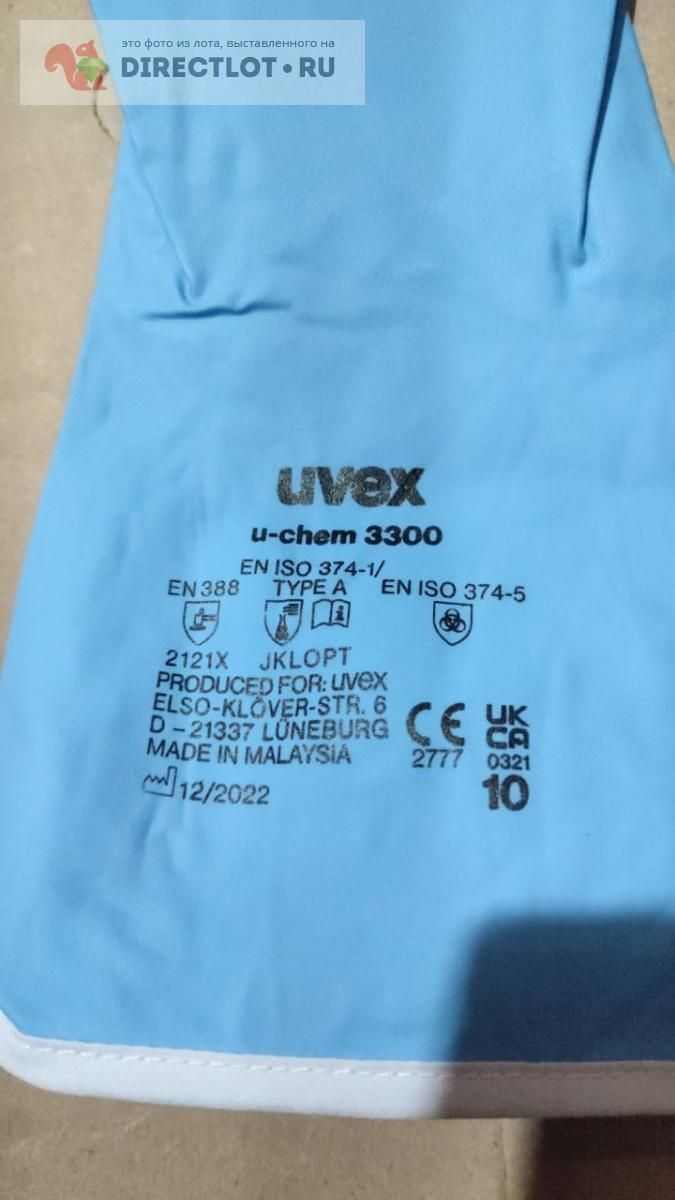 это фото из лота, выставленного на
DIRECTLOT•RU
uvex
u-chem 3300
EN ISO 374-1/
EN 388 TYPE A EN ISO 374-5
2121X JKLOPT
PRODUCED FOR: uvex
ELSO-KLÖVER-STR. 6
D – 21337 LÜNEBURG
MADE IN MALAYSIA
CE
2777
UK
CA
0321
12/2022
10